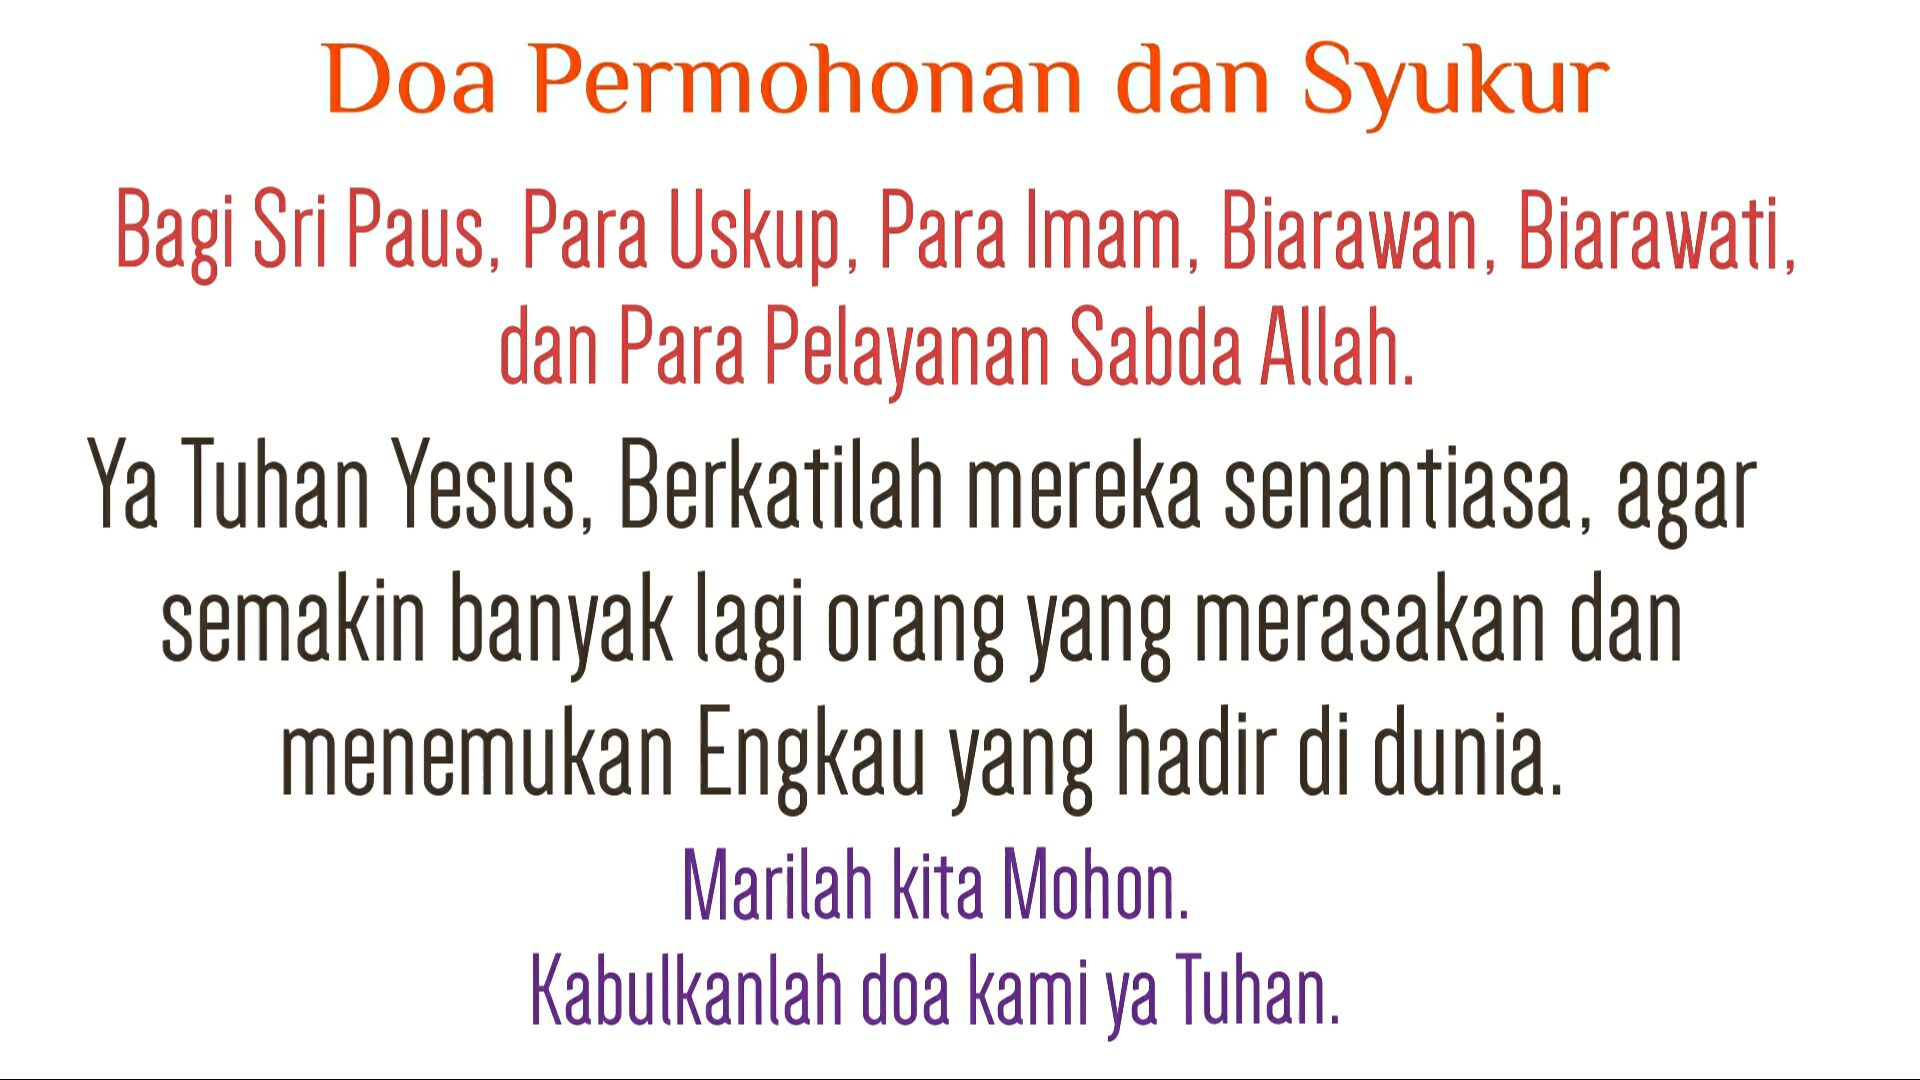 Doa Permohonan dan Syukur
Bagi Sri Paus, Para Uskup, Para Imam, Biarawan, Biarawati,
dan Para Pelayanan Sabda Allah.
Ya Tuhan Yesus, Berkatilah mereka senantiasa, agar
semakin banyak lagi orang yang merasakan dan
menemukan Engkau yang hadir di dunia.
Marilah kita Mohon.
Kabulkanlah doa kami ya Tuhan.